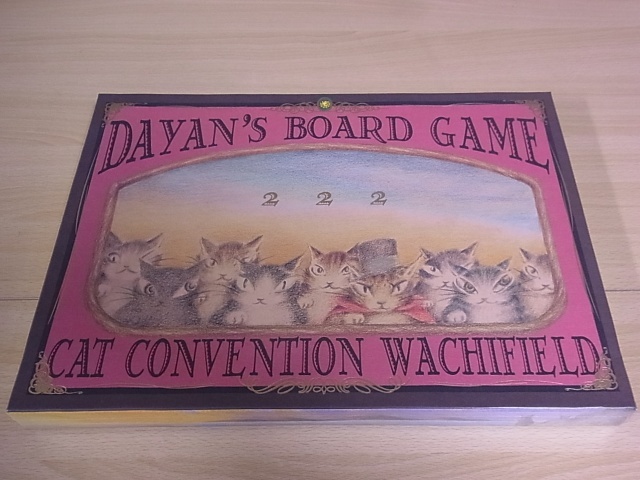 DAYAN'S BOARD GAME
2 2 2
CAT CONVENTION WACHIFIELD